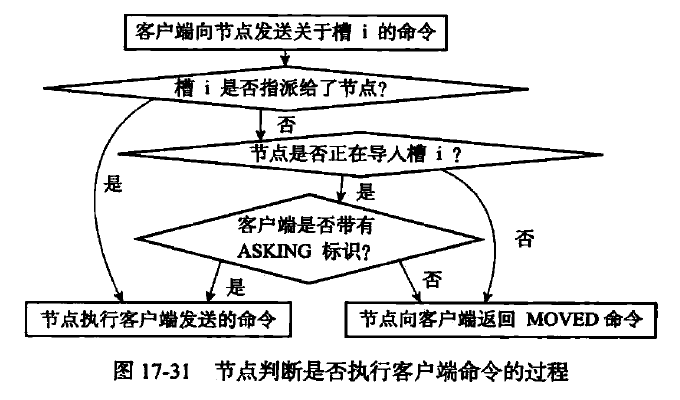 客户端向节点发送关于槽 i 的命令
槽 i 是否指派给了节点？
否
节点是否正在导人槽 i ？
是
是
客户端是否带有
ASKING 标识？
否
是
否
节点执行客户端发送的命令
节点向客户端返回 MOVED 命令
图 17-31 节点判断是否执行客户端命令的过程